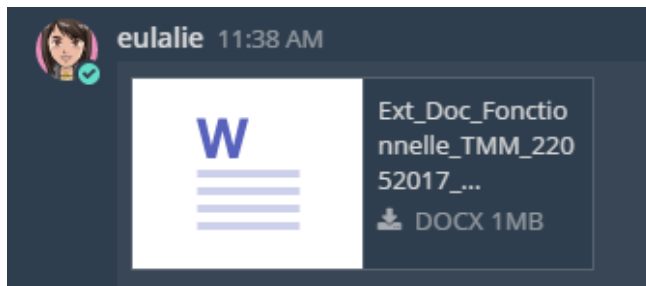 eulalie 11:38 AM
W
Ext_Doc_Fonctio
nnelle_TMM_220
52017_...
DOCX 1MB